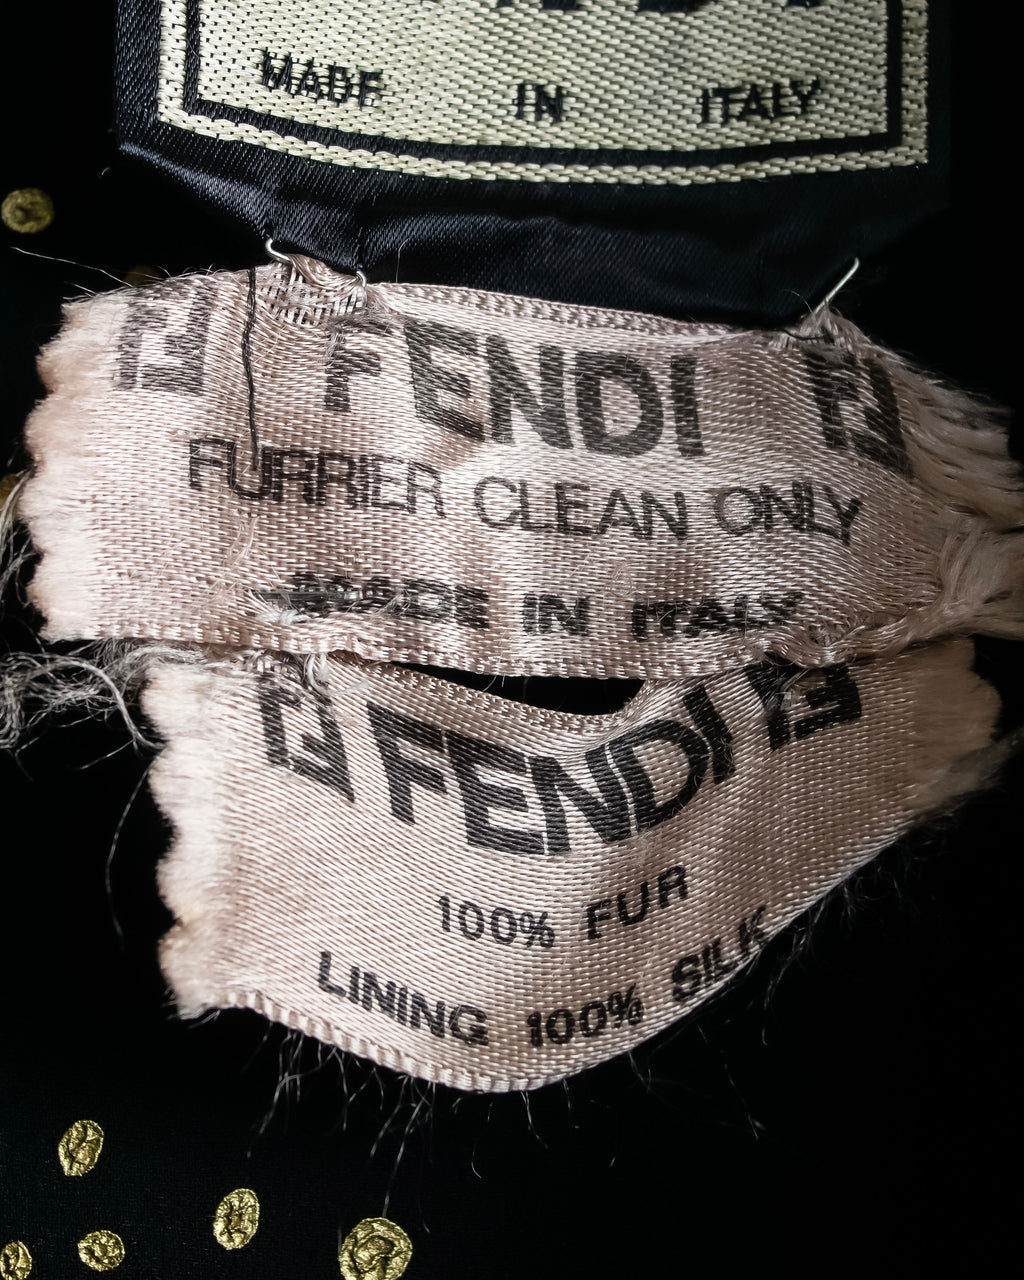 MADE IN ITALY
FENDI
FURRIER CLEAN ONLY
MADE IN ITALY
FENDI
100% FUR
LINING 100% SILK